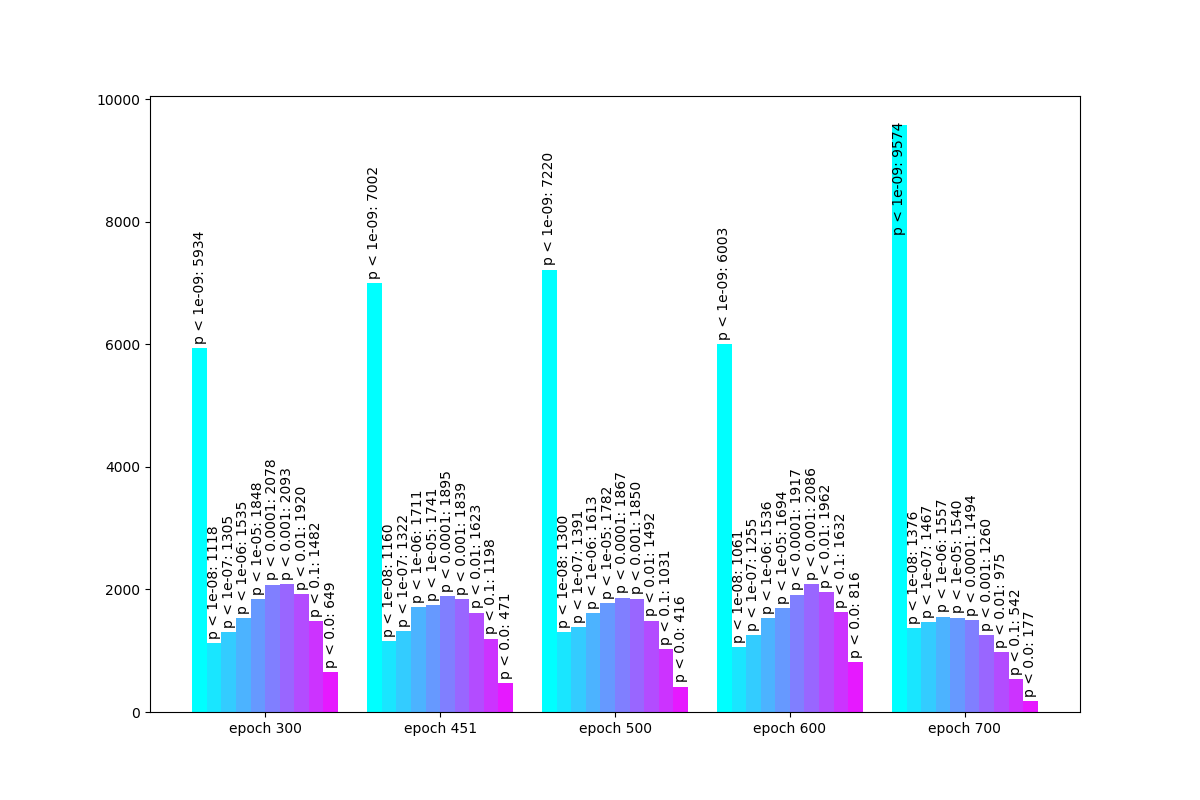 10000
8000
6000
4000
2000
0
p < 1e-09: 5934
p < 1e-08: 1118
p < 1e-07: 1305
p < 1e-06: 1535
p < 1e-05: 1848
p < 0.0001: 2078
p < 0.001: 2093
p < 0.01: 1920
p < 0.1: 1482
p < 0.0: 649
p < 1e-09: 7002
p < 1e-08: 1160
p < 1e-07: 1322
p < 1e-06: 1711
p < 1e-05: 1741
p < 0.0001: 1895
p < 0.001: 1839
p < 0.01: 1623
p < 0.1: 1198
p < 0.0: 471
p < 1e-09: 7220
p < 1e-08: 1300
p < 1e-07: 1391
p < 1e-06: 1613
p < 1e-05: 1782
p < 0.0001: 1867
p < 0.001: 1850
p < 0.01: 1492
p < 0.1: 1031
p < 0.0: 416
p < 1e-09: 6003
p < 1e-08: 1061
p < 1e-07: 1255
p < 1e-06: 1536
p < 1e-05: 1694
p < 0.0001: 1917
p < 0.001: 2086
p < 0.01: 1962
p < 0.1: 1632
p < 0.0: 816
p < 1e-09: 9574
p < 1e-08: 1376
p < 1e-07: 1467
p < 1e-06: 1557
p < 1e-05: 1540
p < 0.0001: 1494
p < 0.001: 1260
p < 0.01: 975
p < 0.1: 542
p < 0.0: 177
epoch 300
epoch 451
epoch 500
epoch 600
epoch 700